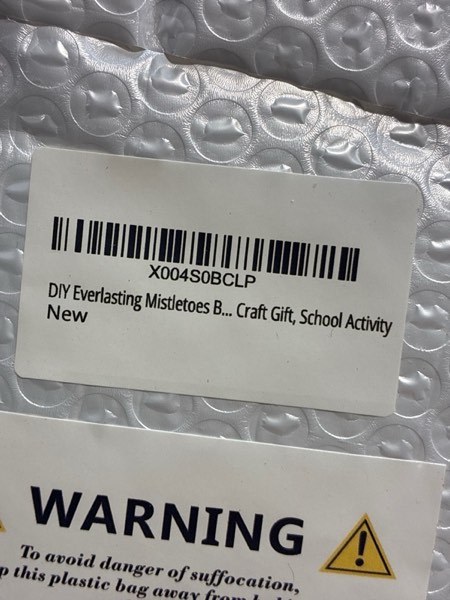 X004S0BCLP
DIY Everlasting Mistletoes B... Craft Gift, School Activity
New
WARNING
To avoid danger of suffocation,
this plastic bag away from